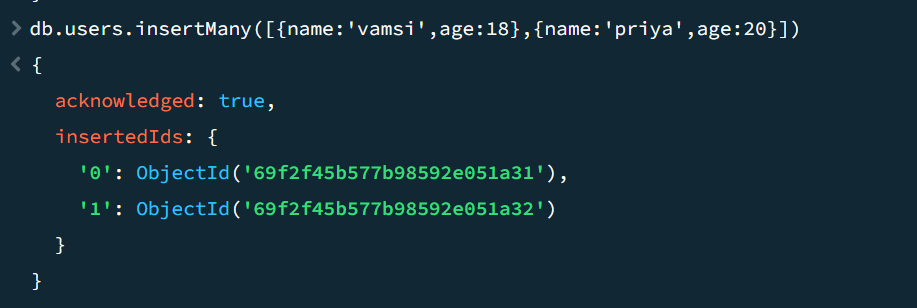 > db.users.insertMany([{name:'vamsi',age:18},{name:'priya',age:20}])
< {
acknowledged: true,
insertedIds: {
'0': ObjectId('69f2f45b577b98592e051a31'),
'1': ObjectId('69f2f45b577b98592e051a32')
}
}